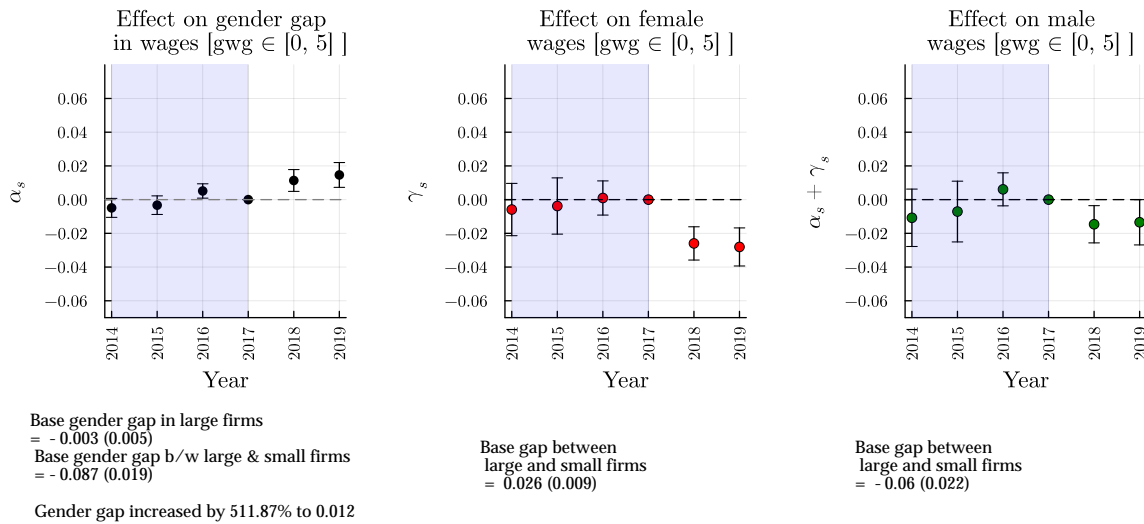 Effect on gender gap
in wages [gwg ∈ [0, 5] ]
0.06
0.04
0.02
0.00
−0.02
−0.04
−0.06
α_s
2014
2015
2016
2017
2018
2019
Year
Base gender gap in large firms
= - 0.003 (0.005)
Base gender gap b/w large & small firms
= - 0.087 (0.019)
Gender gap increased by 511.87% to 0.012
Effect on female
wages [gwg ∈ [0, 5] ]
0.06
0.04
0.02
0.00
−0.02
−0.04
−0.06
γ_s
2014
2015
2016
2017
2018
2019
Year
Base gap between
large and small firms
= 0.026 (0.009)
Effect on male
wages [gwg ∈ [0, 5] ]
0.06
0.04
0.02
0.00
−0.02
−0.04
−0.06
α_s + γ_s
2014
2015
2016
2017
2018
2019
Year
Base gap between
large and small firms
= - 0.06 (0.022)